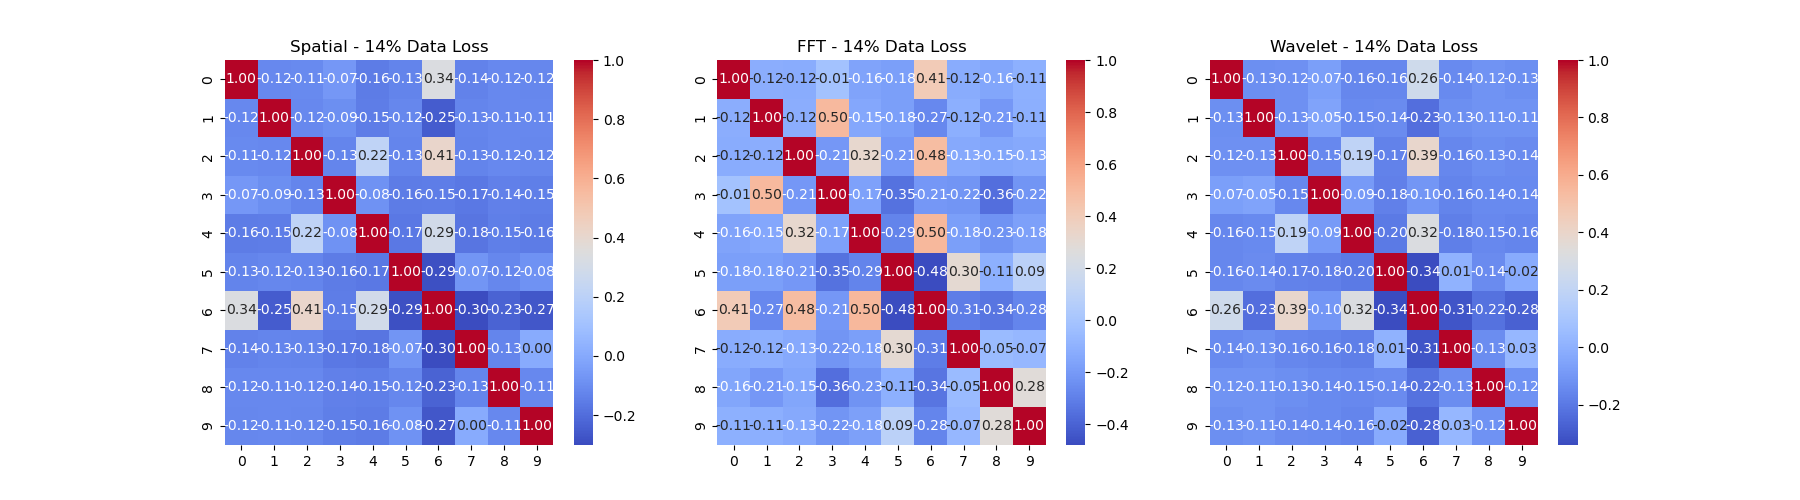 Spatial - 14% Data Loss
0 1.00 -0.12 -0.11 -0.07 -0.16 -0.13 0.34 -0.14 -0.12 -0.12
1 -0.12 1.00 -0.12 -0.09 -0.15 -0.12 -0.25 -0.13 -0.11 -0.11
2 -0.11 -0.12 1.00 -0.13 0.22 -0.13 0.41 -0.13 -0.12 -0.12
3 -0.07 -0.09 -0.13 1.00 -0.08 -0.16 -0.15 -0.17 -0.14 -0.15
4 -0.16 -0.15 0.22 -0.08 1.00 -0.17 0.29 -0.18 -0.15 -0.16
5 -0.13 -0.12 -0.13 -0.16 -0.17 1.00 -0.29 -0.07 -0.12 -0.08
6 0.34 -0.25 0.41 -0.15 0.29 -0.29 1.00 -0.30 -0.23 -0.27
7 -0.14 -0.13 -0.13 -0.17 -0.18 -0.07 -0.30 1.00 -0.13 0.00
8 -0.12 -0.11 -0.12 -0.14 -0.15 -0.12 -0.23 -0.13 1.00 -0.11
9 -0.12 -0.11 -0.12 -0.15 -0.16 -0.08 -0.27 0.00 -0.11 1.00
0 1 2 3 4 5 6 7 8 9
1.0
0.8
0.6
0.4
0.2
0.0
−0.2
FFT - 14% Data Loss
0 1.00 -0.12 -0.12 -0.01 -0.16 -0.18 0.41 -0.12 -0.16 -0.11
1 -0.12 1.00 -0.12 0.50 -0.15 -0.18 -0.27 -0.12 -0.21 -0.11
2 -0.12 -0.12 1.00 -0.21 0.32 -0.21 0.48 -0.13 -0.15 -0.13
3 -0.01 0.50 -0.21 1.00 -0.17 -0.35 -0.21 -0.22 -0.36 -0.22
4 -0.16 -0.15 0.32 -0.17 1.00 -0.29 0.50 -0.18 -0.23 -0.18
5 -0.18 -0.18 -0.21 -0.35 -0.29 1.00 -0.48 0.30 -0.11 0.09
6 0.41 -0.27 0.48 -0.21 0.50 -0.48 1.00 -0.31 -0.34 -0.28
7 -0.12 -0.12 -0.13 -0.22 -0.18 0.30 -0.31 1.00 -0.05 -0.07
8 -0.16 -0.21 -0.15 -0.36 -0.23 -0.11 -0.34 -0.05 1.00 0.28
9 -0.11 -0.11 -0.13 -0.22 -0.18 0.09 -0.28 -0.07 0.28 1.00
0 1 2 3 4 5 6 7 8 9
1.0
0.8
0.6
0.4
0.2
0.0
−0.2
−0.4
Wavelet - 14% Data Loss
0 1.00 -0.13 -0.12 -0.07 -0.16 -0.16 0.26 -0.14 -0.12 -0.13
1 -0.13 1.00 -0.13 -0.05 -0.15 -0.14 -0.23 -0.13 -0.11 -0.11
2 -0.12 -0.13 1.00 -0.15 0.19 -0.17 0.39 -0.16 -0.13 -0.14
3 -0.07 -0.05 -0.15 1.00 -0.09 -0.18 -0.10 -0.16 -0.14 -0.14
4 -0.16 -0.15 0.19 -0.09 1.00 -0.20 0.32 -0.18 -0.15 -0.16
5 -0.16 -0.14 -0.17 -0.18 -0.20 1.00 -0.34 0.01 -0.14 -0.02
6 0.26 -0.23 0.39 -0.10 0.32 -0.34 1.00 -0.31 -0.22 -0.28
7 -0.14 -0.13 -0.16 -0.16 -0.18 0.01 -0.31 1.00 -0.13 0.03
8 -0.12 -0.11 -0.13 -0.14 -0.15 -0.14 -0.22 -0.13 1.00 -0.12
9 -0.13 -0.11 -0.14 -0.14 -0.16 -0.02 -0.28 0.03 -0.12 1.00
0 1 2 3 4 5 6 7 8 9
1.0
0.8
0.6
0.4
0.2
0.0
−0.2